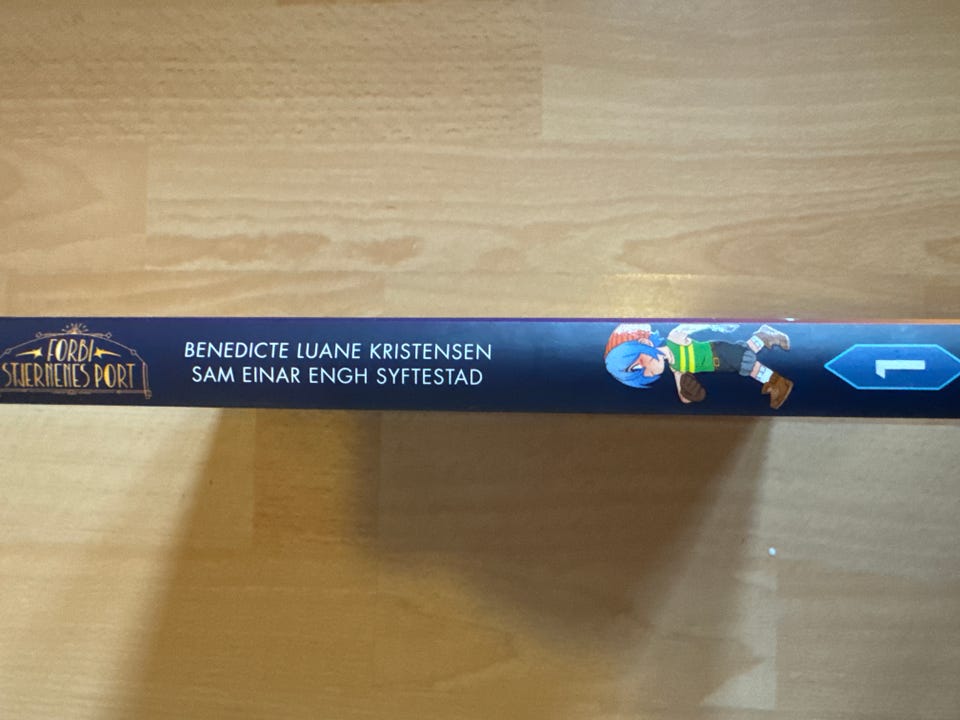 FORBI
STJERNENES PORT
BENEDICTE LUANE KRISTENSEN
SAM EINAR ENGH SYFTESTAD
1